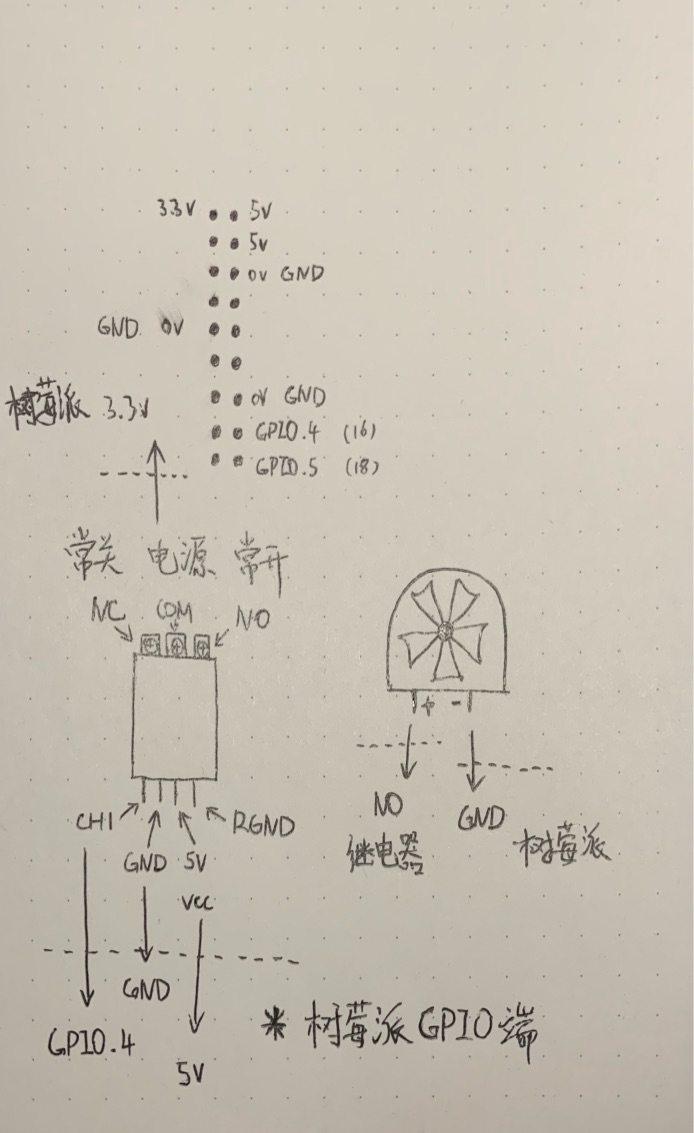 3.3V 5V
5V
0V GND
GND 0V
0V GND
树莓派 3.3V
GPIO.4 (16)
GPIO.5 (18)
常关 电源 常开
NC COM NO
+ -
CH1 RGND
GND 5V
VCC
NO
继电器
GND
树莓派
GND
GPIO.4
5V
* 树莓派GPIO端